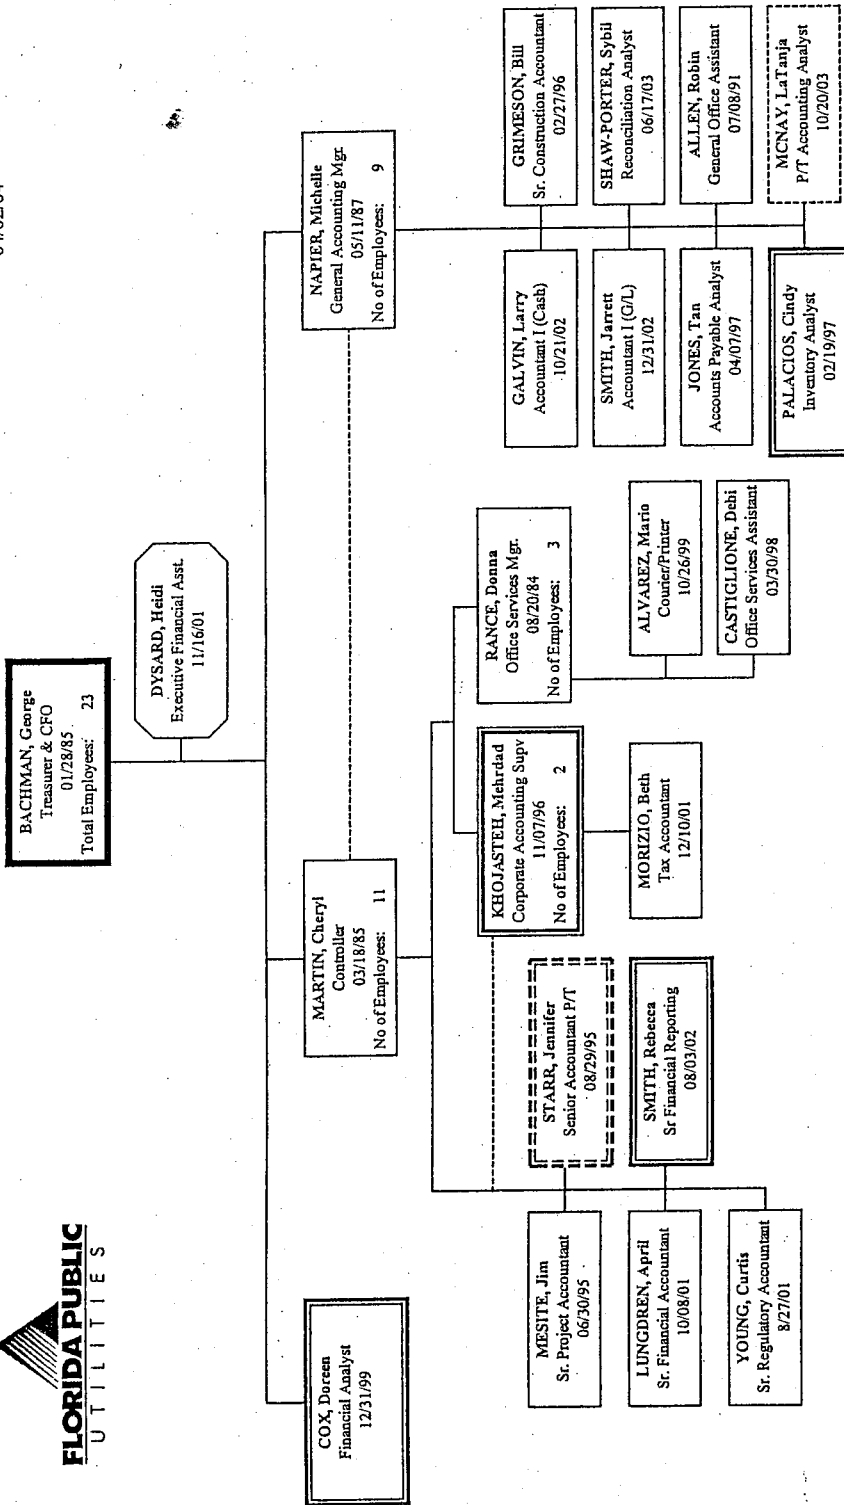 FLORIDA PUBLIC
UTILITIES
BACHMAN, George
Treasurer & CFO
01/28/85
Total Employees: 23
DYSARD, Heidi
Executive Financial Asst.
11/16/01
COX, Doreen
Financial Analyst
12/31/99
MARTIN, Cheryl
Controller
03/18/85
No of Employees: 11
NAPIER, Michelle
General Accounting Mgr.
05/11/87
No of Employees: 9
KHOJASTEH, Mehrdad
Corporate Accounting Supv
11/07/96
No of Employees: 2
RANCE, Donna
Office Services Mgr.
08/20/84
No of Employees: 3
MESITE, Jim
Sr. Project Accountant
06/30/95
STARR, Jennifer
Senior Accountant P/T
08/29/95
LUNGDREN, April
Sr. Financial Accountant
10/08/01
SMITH, Rebecca
Sr Financial Reporting
08/03/02
YOUNG, Curtis
Sr. Regulatory Accountant
8/27/01
MORIZIO, Beth
Tax Accountant
12/10/01
ALVAREZ, Mario
Courier/Printer
10/26/99
CASTIGLIONE, Debi
Office Services Assistant
03/30/98
GALVIN, Larry
Accountant I (Cash)
10/21/02
GRIMESON, Bill
Sr. Construction Accountant
02/27/96
SMITH, Jarrett
Accountant I (G/L)
12/31/02
SHAW-PORTER, Sybil
Reconciliation Analyst
06/17/03
JONES, Tan
Accounts Payable Analyst
04/07/97
ALLEN, Robin
General Office Assistant
07/08/91
PALACIOS, Cindy
Inventory Analyst
02/19/97
MCNAY, LaTanja
P/T Accounting Analyst
10/20/03